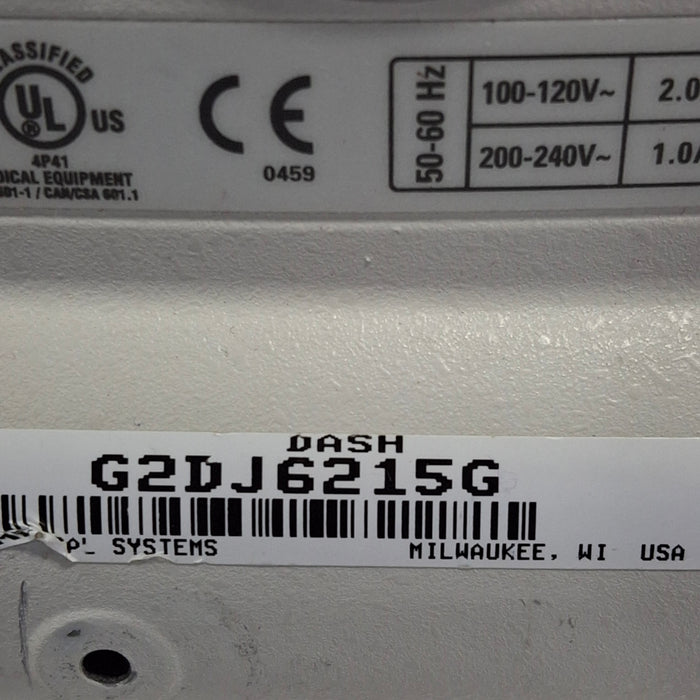 ASSIFIED
UL US
®
4P41
DICAL EQUIPMENT
601-1 / CAN/CSA 601.1
CE
0459
50-60 Hz
100-120V~ 2.0
200-240V~ 1.0A
DASH
G2DJ6215G
SYSTEMS MILWAUKEE, WI USA